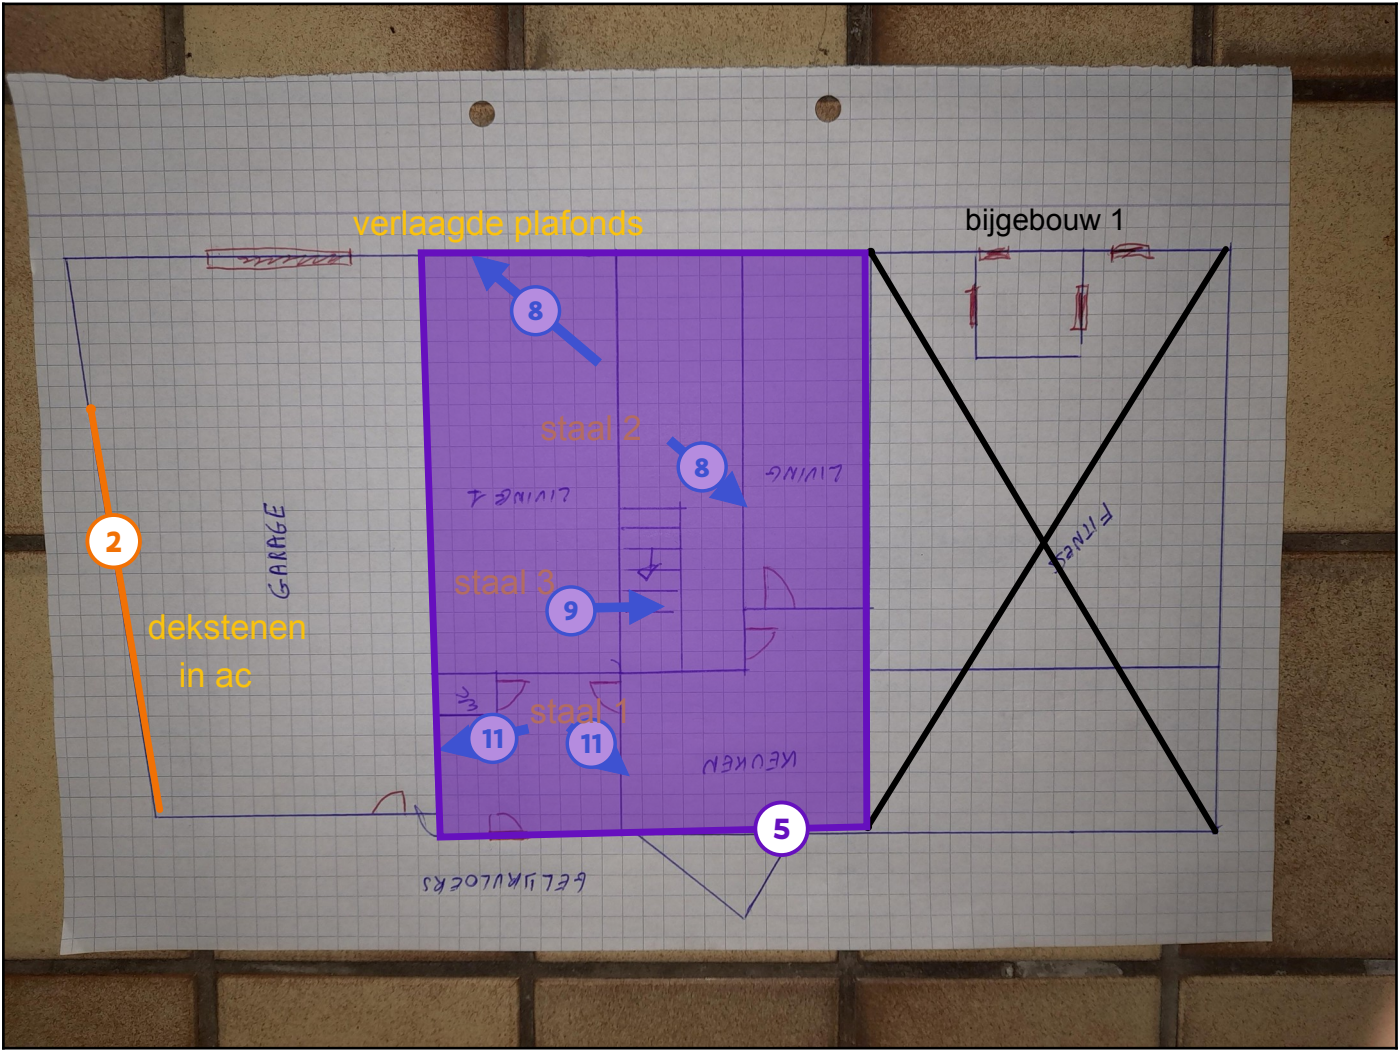 verlaagde plafonds
bijgebouw 1
8
staal 2
8
LIVING
LIVING 1
FITNESS
2
GARAGE
staal 3
9
dekstenen
in ac
WC
staal 1
11
11
KEUKEN
5
GELIJKVLOERS